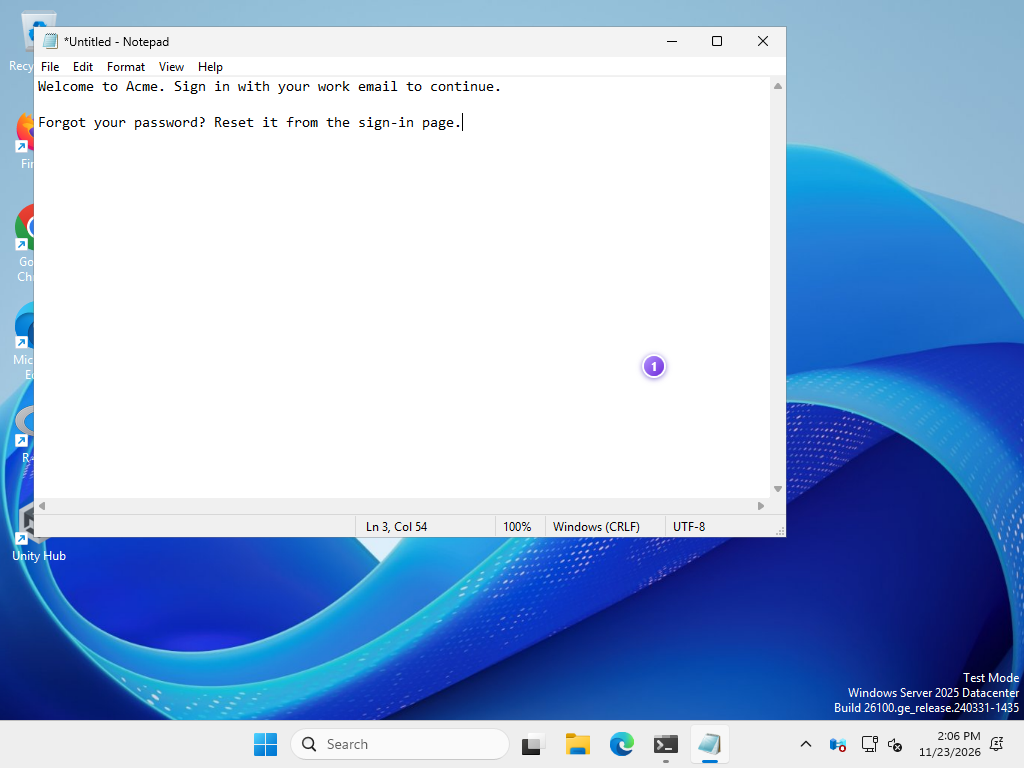 *Untitled - Notepad
File Edit Format View Help
Welcome to Acme. Sign in with your work email to continue.
Forgot your password? Reset it from the sign-in page.
Ln 3, Col 54 100% Windows (CRLF) UTF-8
1
Unity Hub
Test Mode
Windows Server 2025 Datacenter
Build 26100.ge_release.240331-1435
Search
2:06 PM
11/23/2026